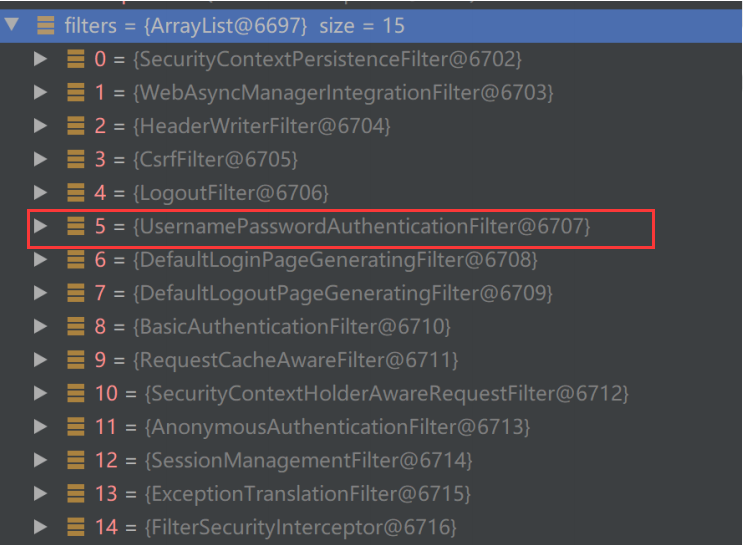 filters = {ArrayList@6697} size = 15
0 = {SecurityContextPersistenceFilter@6702}
1 = {WebAsyncManagerIntegrationFilter@6703}
2 = {HeaderWriterFilter@6704}
3 = {CsrfFilter@6705}
4 = {LogoutFilter@6706}
5 = {UsernamePasswordAuthenticationFilter@6707}
6 = {DefaultLoginPageGeneratingFilter@6708}
7 = {DefaultLogoutPageGeneratingFilter@6709}
8 = {BasicAuthenticationFilter@6710}
9 = {RequestCacheAwareFilter@6711}
10 = {SecurityContextHolderAwareRequestFilter@6712}
11 = {AnonymousAuthenticationFilter@6713}
12 = {SessionManagementFilter@6714}
13 = {ExceptionTranslationFilter@6715}
14 = {FilterSecurityInterceptor@6716}